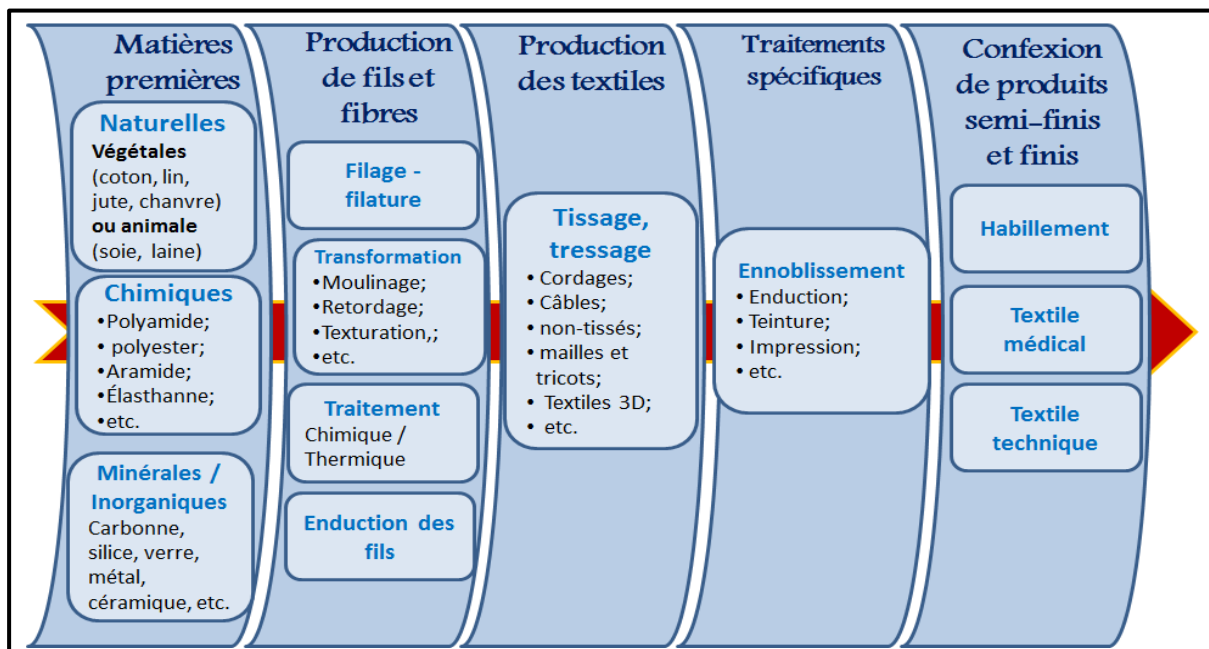 Matières
premières
Naturelles
Végétales
(coton, lin,
jute, chanvre)
ou animale
(soie, laine)
Chimiques
•Polyamide;
• polyester;
•Aramide;
•Élasthanne;
•etc.
Minérales /
Inorganiques
Carbonne,
silice, verre,
métal,
céramique, etc.
Production
de fils et
fibres
Filage -
filature
Transformation
•Moulinage;
•Retordage;
•Texturation,;
•etc.
Traitement
Chimique /
Thermique
Enduction des
fils
Production
des textiles
Tissage,
tressage
• Cordages;
• Câbles;
• non-tissés;
• mailles et
tricots;
• Textiles 3D;
• etc.
Traitements
spécifiques
Ennoblissement
• Enduction;
• Teinture;
• Impression;
• etc.
Confexion
de produits
semi-finis
et finis
Habillement
Textile
médical
Textile
technique